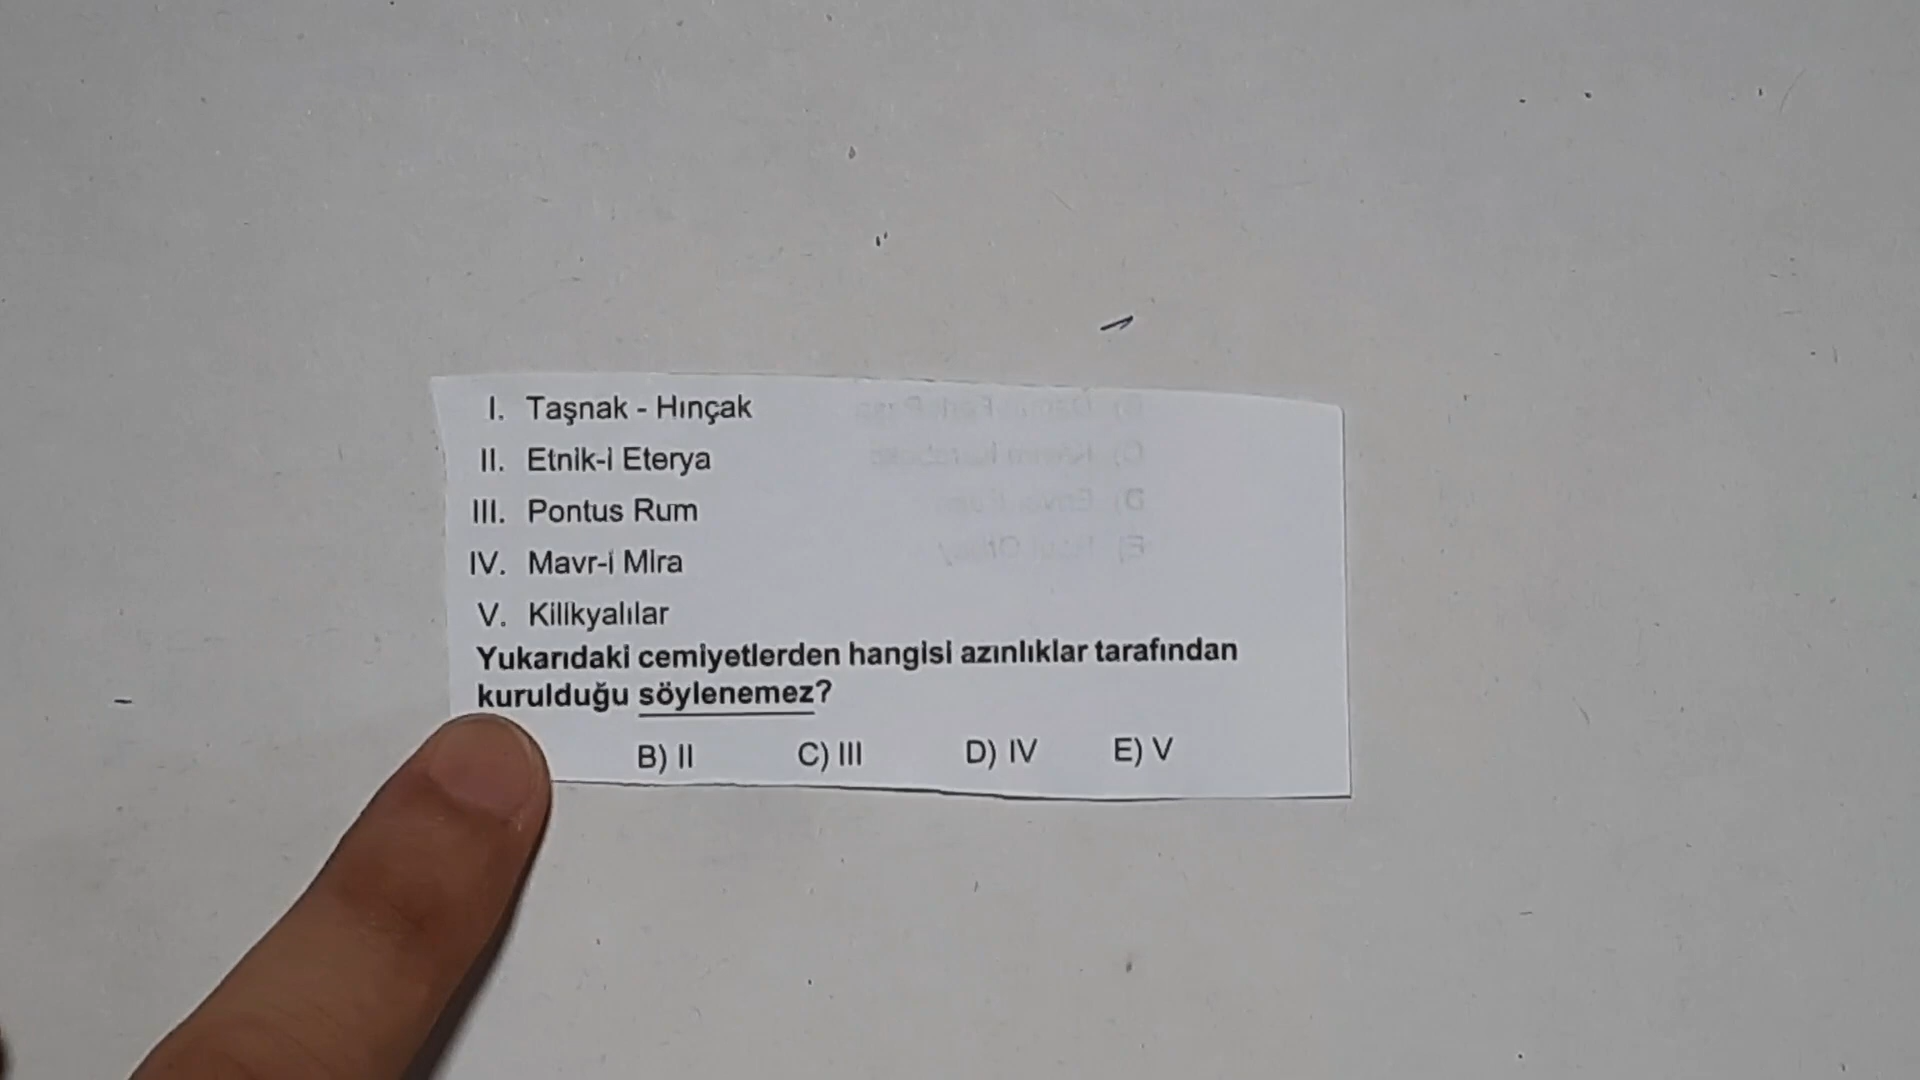 I. Taşnak - Hınçak
II. Etnik-i Eterya
III. Pontus Rum
IV. Mavr-i Mira
V. Kilikyalılar
Yukarıdaki cemiyetlerden hangisi azınlıklar tarafından
kurulduğu söylenemez?
B) II C) III D) IV E) V